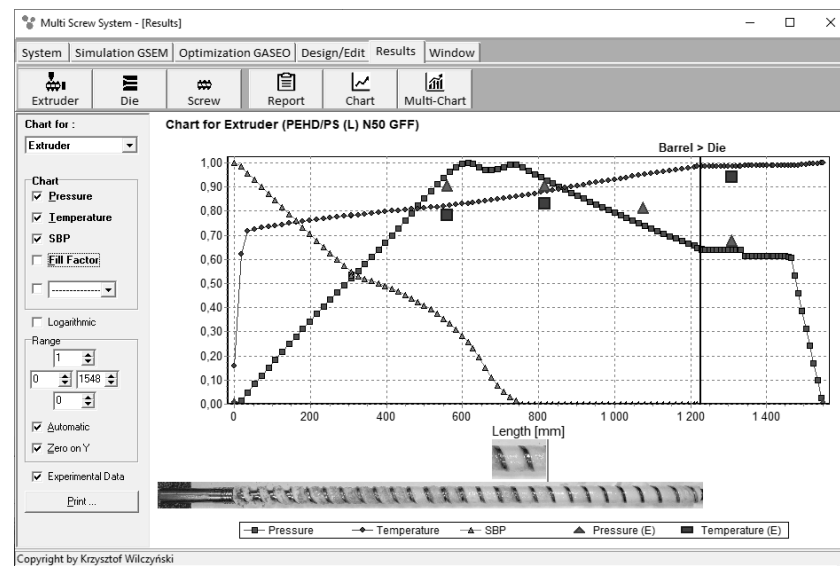 Multi Screw System - [Results]
System Simulation GSEM Optimization GASEO Design/Edit Results Window
Extruder Die Screw Report Chart Multi-Chart
Chart for :
Extruder
Chart
Pressure
Temperature
SBP
Fill Factor
Logarithmic
Range
1
0 1548
0
Automatic
Zero on Y
Experimental Data
Print ...
Chart for Extruder (PEHD/PS (L) N50 GFF)
Barrel > Die
1,00
0,90
0,80
0,70
0,60
0,50
0,40
0,30
0,20
0,10
0,00
0 200 400 600 800 1 000 1 200 1 400
Length [mm]
Pressure Temperature SBP Pressure (E) Temperature (E)
Copyright by Krzysztof Wilczyński